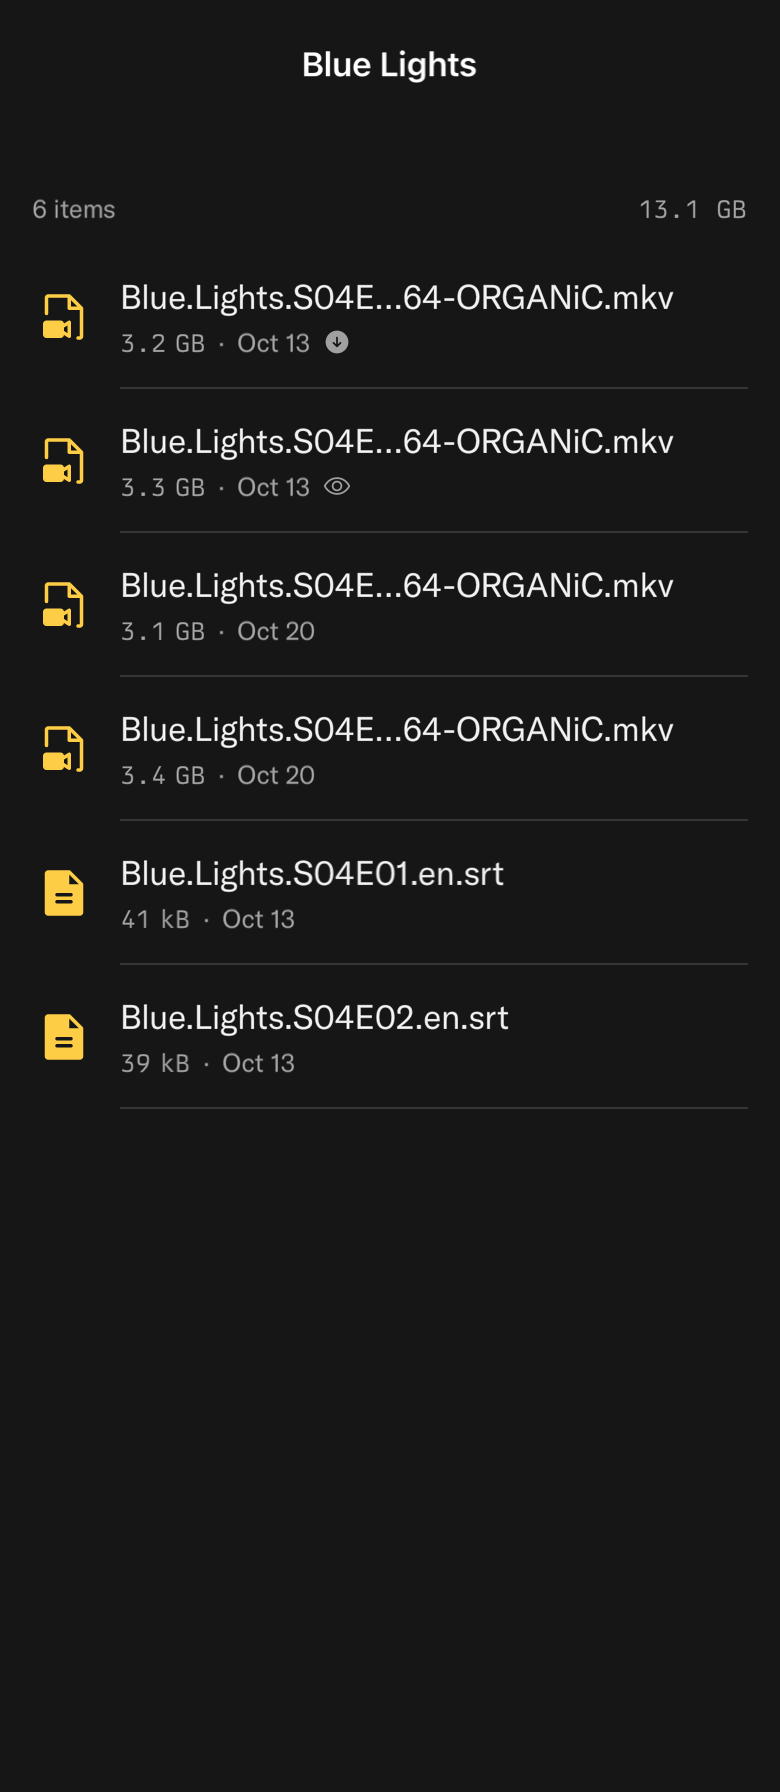 Blue Lights
6 items
13.1 GB
Blue.Lights.S04E...64-ORGANiC.mkv
3.2 GB · Oct 13
Blue.Lights.S04E...64-ORGANiC.mkv
3.3 GB · Oct 13
Blue.Lights.S04E...64-ORGANiC.mkv
3.1 GB · Oct 20
Blue.Lights.S04E...64-ORGANiC.mkv
3.4 GB · Oct 20
Blue.Lights.S04E01.en.srt
41 kB · Oct 13
Blue.Lights.S04E02.en.srt
39 kB · Oct 13